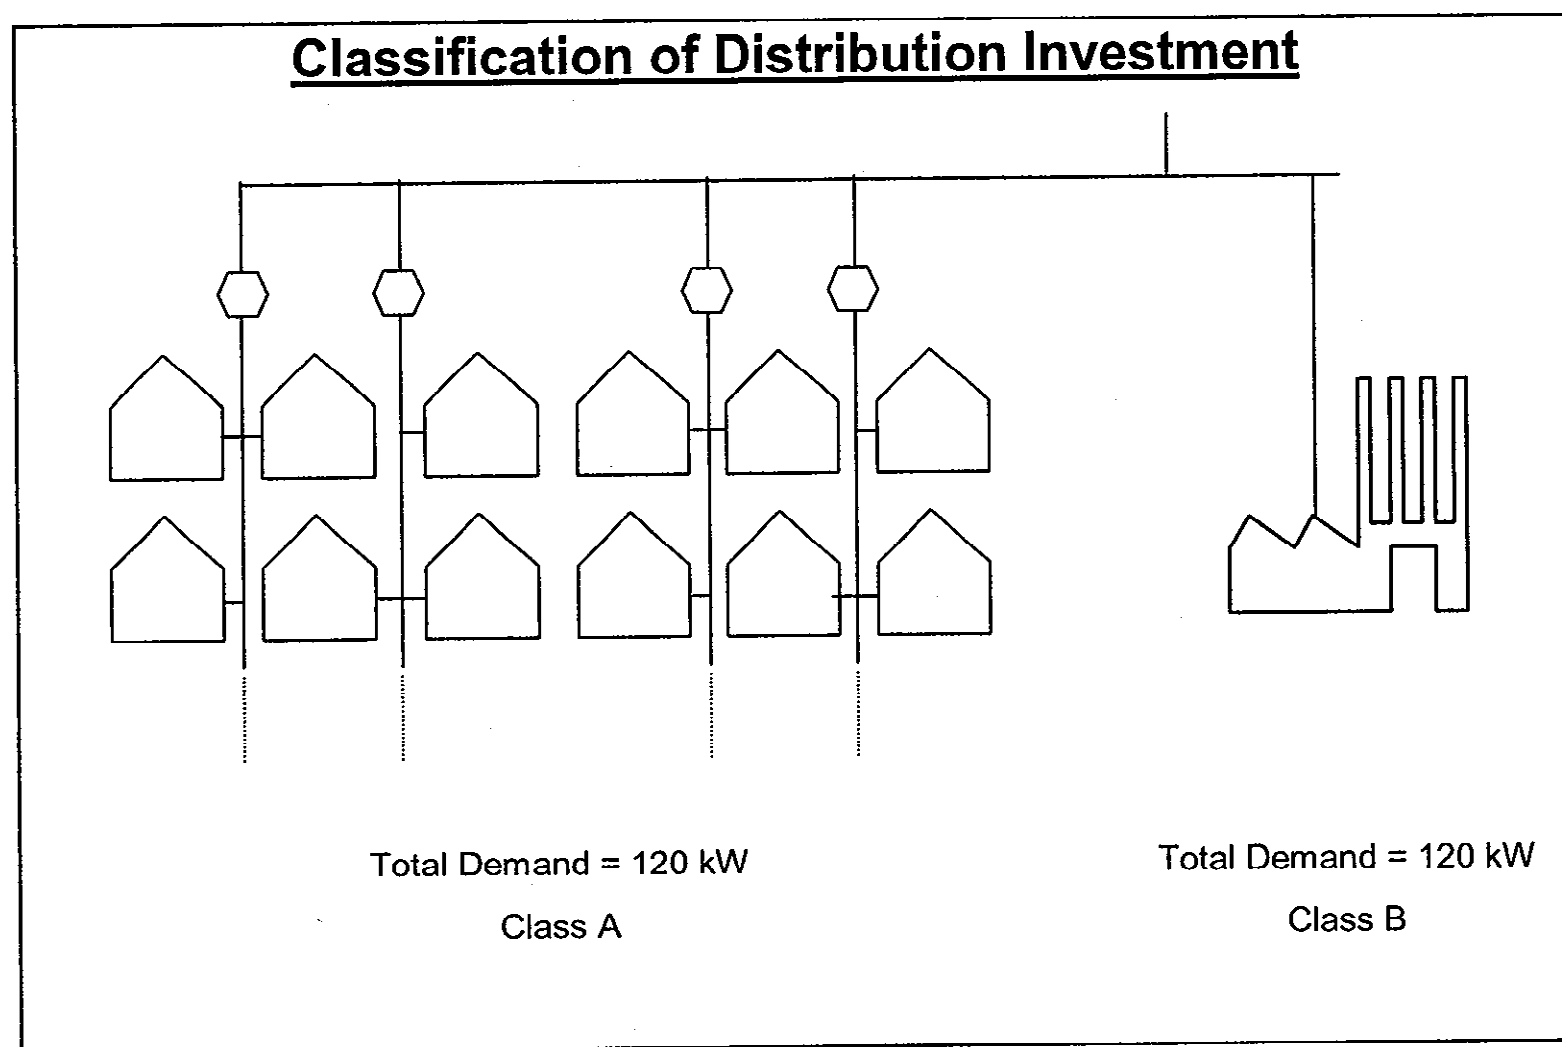 Classification of Distribution Investment
Total Demand = 120 kW
Class A
Total Demand = 120 kW
Class B